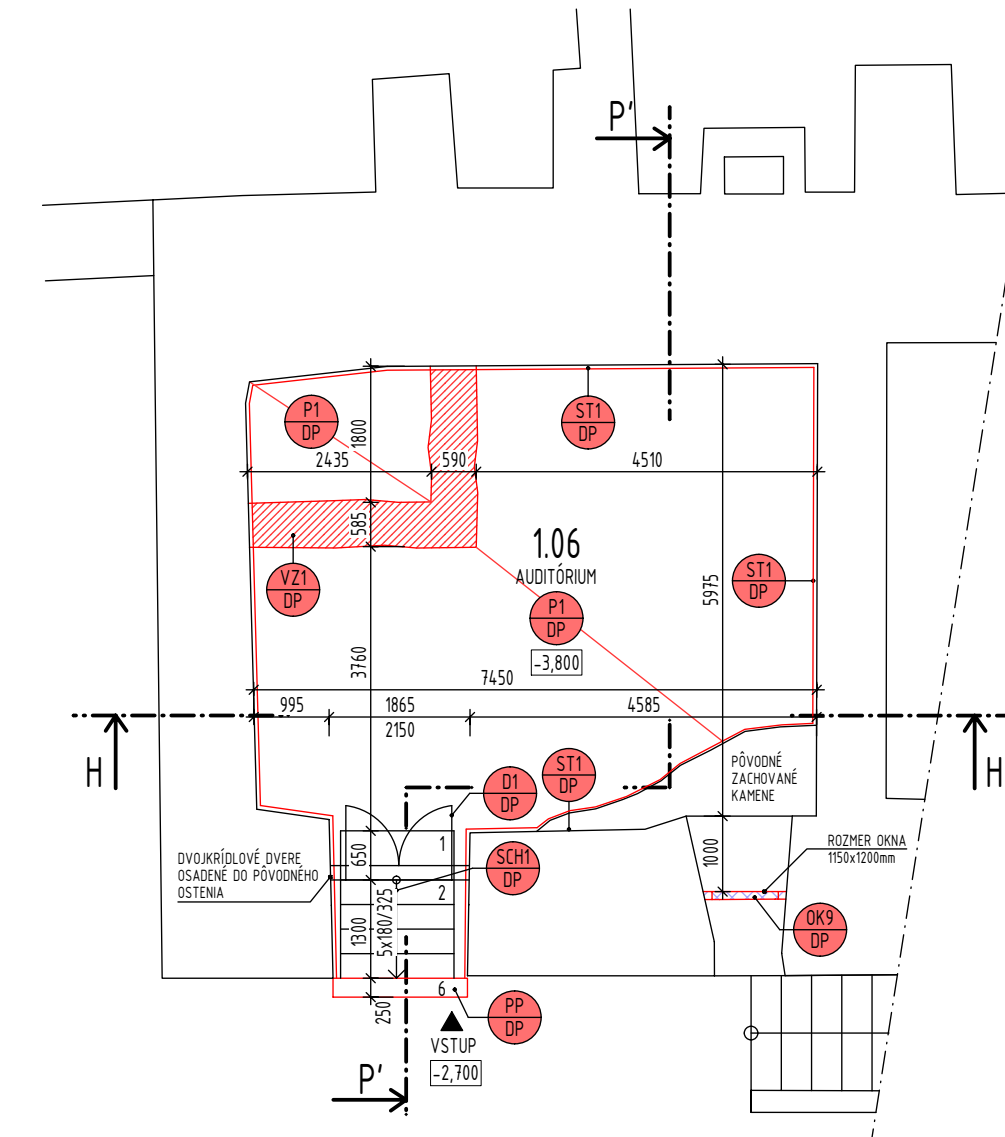 P'
P1
DP
1800
ST1
DP
2435
590
4510
585
1.06
AUDITÓRIUM
VZ1
DP
ST1
DP
5975
P1
DP
-3,800
3760
7450
995
1865
2150
4585
H
H
ST1
DP
D1
DP
PÔVODNÉ
ZACHOVANÉ
KAMENE
650
1
1000
ROZMER OKNA
1150x1200mm
DVOJKRÍDLOVÉ DVERE
OSADENÉ DO PÔVODNÉHO
OSTENIA
SCH1
DP
2
1300
5x180/325
OK9
DP
6
250
PP
DP
VSTUP
-2,700
P'